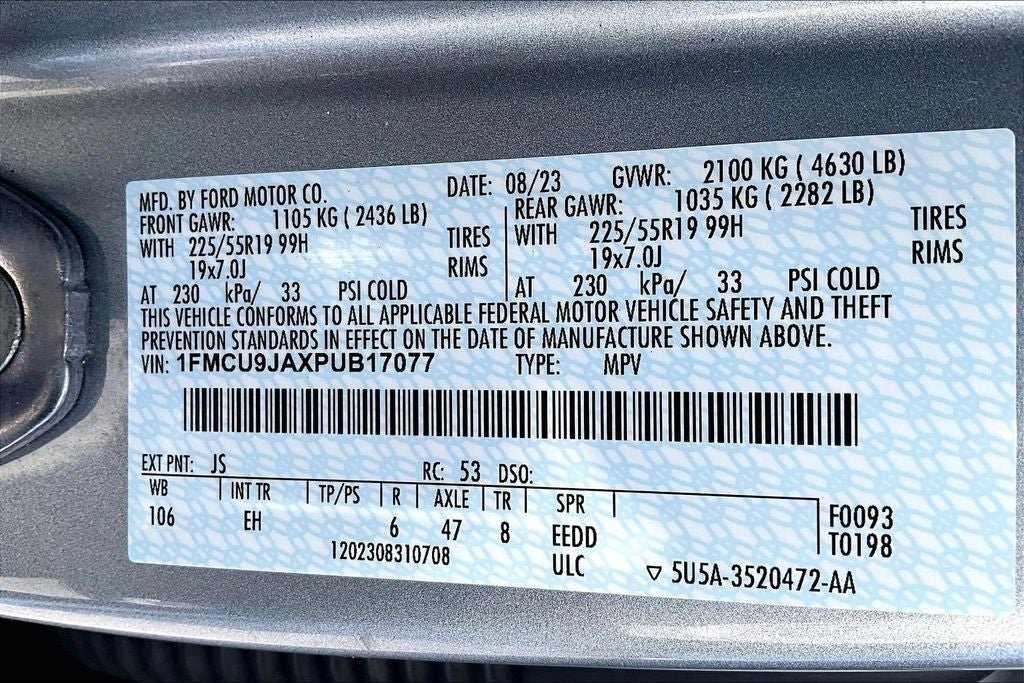 MFD. BY FORD MOTOR CO. DATE: 08/23 GVWR: 2100 KG ( 4630 LB)
FRONT GAWR: 1105 KG ( 2436 LB) REAR GAWR: 1035 KG ( 2282 LB)
WITH 225/55R19 99H TIRES WITH 225/55R19 99H TIRES
19x7.0J RIMS 19x7.0J RIMS
AT 230 kPa/ 33 PSI COLD AT 230 kPa/ 33 PSI COLD
THIS VEHICLE CONFORMS TO ALL APPLICABLE FEDERAL MOTOR VEHICLE SAFETY AND THEFT
PREVENTION STANDARDS IN EFFECT ON THE DATE OF MANUFACTURE SHOWN ABOVE.
VIN: 1FMCU9JAXPUB17077 TYPE: MPV
EXT PNT: JS RC: 53 DSO:
WB INT TR TP/PS R AXLE TR SPR F0093
106 EH 6 47 8 EEDD T0198
1202308310708 ULC ▽ 5U5A-3520472-AA